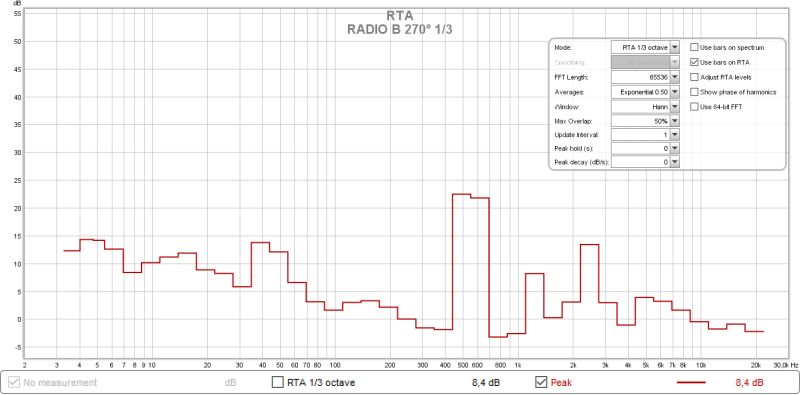 dB
RTA
RADIO B 270° 1/3
55
50
45
40
35
30
25
20
15
10
5
0
-5
Mode: RTA 1/3 octave
Smoothing:
FFT Length: 65536
Averages: Exponential 0,50
Window: Hann
Max Overlap: 50%
Update Interval: 1
Peak hold (s): 0
Peak decay (dB/s): 0
Use bars on spectrum
Use bars on RTA
Adjust RTA levels
Show phase of harmonics
Use 64-bit FFT
2 3 4 5 6 7 8 9 10 20 30 40 50 60 80 100 200 300 400 500 600 800 1k 2k 3k 4k 5k 6k 8k 10k 20k 30,0k Hz
No measurement dB RTA 1/3 octave 8,4 dB Peak 8,4 dB